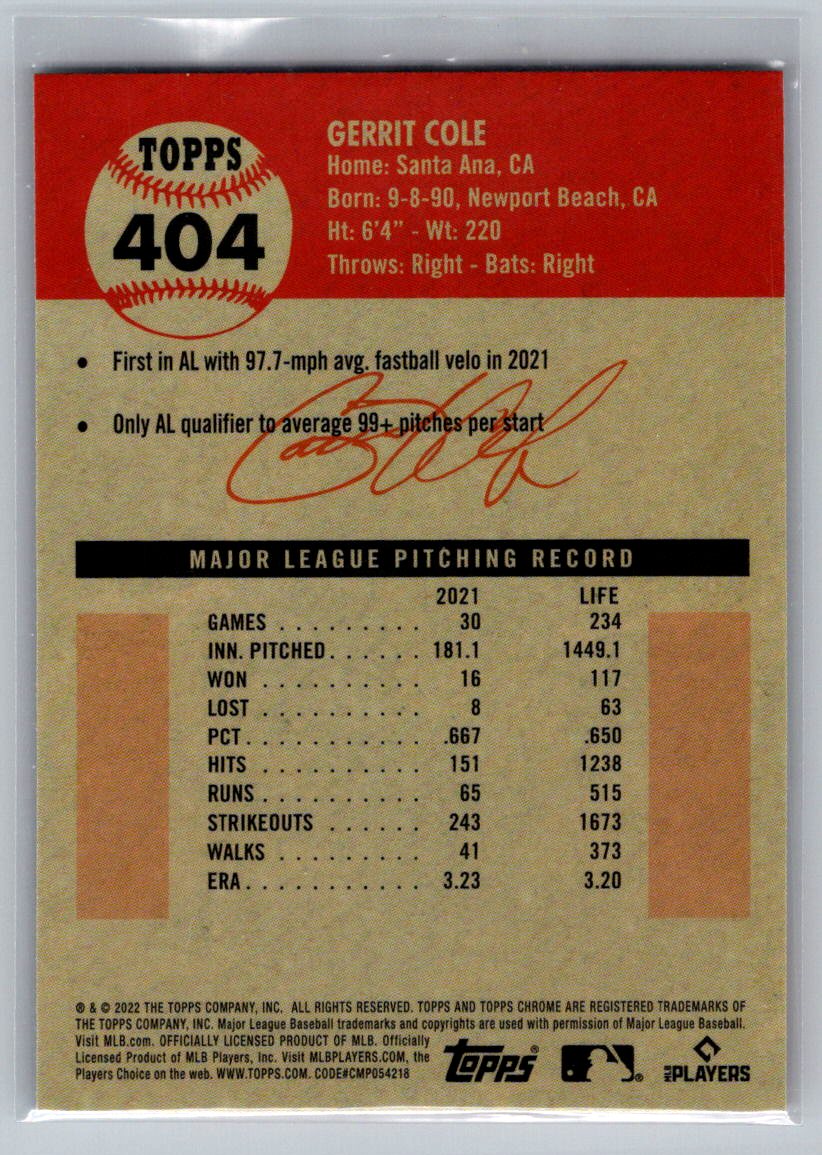 TOPPS
404
GERRIT COLE
Home: Santa Ana, CA
Born: 9-8-90, Newport Beach, CA
Ht: 6'4" - Wt: 220
Throws: Right - Bats: Right
• First in AL with 97.7-mph avg. fastball velo in 2021
• Only AL qualifier to average 99+ pitches per start
MAJOR LEAGUE PITCHING RECORD
2021 LIFE
GAMES . . . . . . . . . . 30 234
INN. PITCHED . . . . . . 181.1 1449.1
WON . . . . . . . . . . 16 117
LOST . . . . . . . . . . 8 63
PCT. . . . . . . . . . . .667 .650
HITS . . . . . . . . . . 151 1238
RUNS . . . . . . . . . . 65 515
STRIKEOUTS . . . . . . 243 1673
WALKS . . . . . . . . . 41 373
ERA. . . . . . . . . . . 3.23 3.20
® & © 2022 THE TOPPS COMPANY, INC. ALL RIGHTS RESERVED. TOPPS AND TOPPS CHROME ARE REGISTERED TRADEMARKS OF
THE TOPPS COMPANY, INC. Major League Baseball trademarks and copyrights are used with permission of Major League Baseball.
Visit MLB.com. OFFICIALLY LICENSED PRODUCT OF MLB. Officially
Licensed Product of MLB Players, Inc. Visit MLBPLAYERS.COM, the
Players Choice on the web. WWW.TOPPS.COM. CODE#CMP054218
TOPPS®
®
MLB PLAYERS